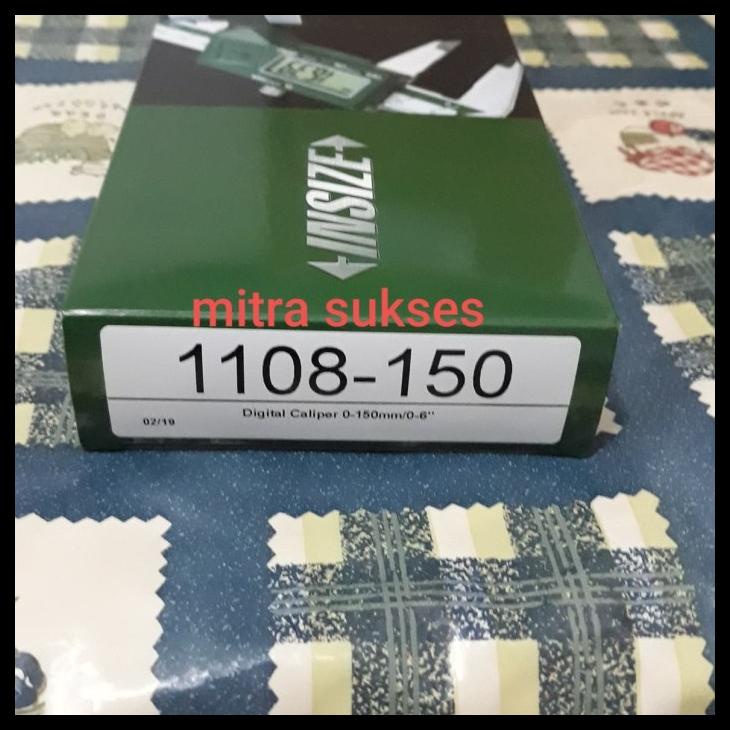 INSIZE
mitra sukses
1108-150
Digital Caliper 0-150mm/0-6"
02/19